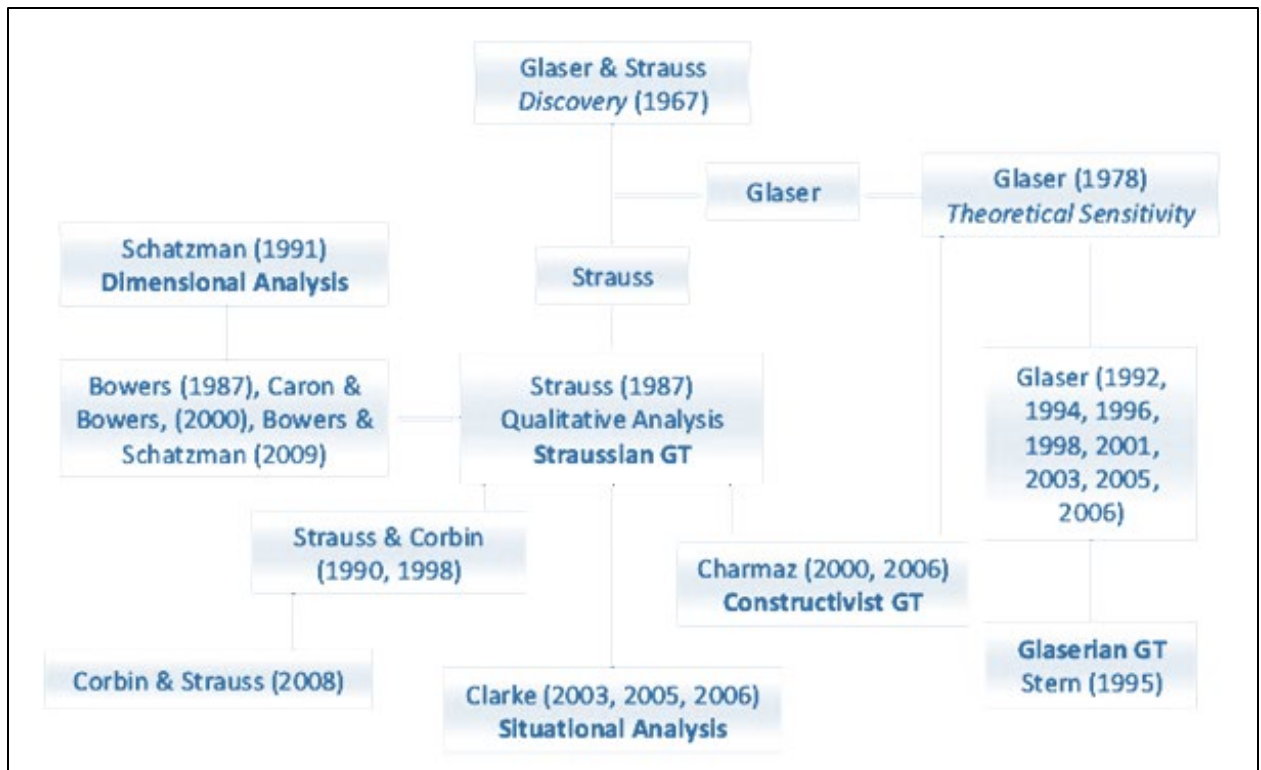 Glaser & Strauss
Discovery (1967)
Glaser
Glaser (1978)
Theoretical Sensitivity
Schatzman (1991)
Dimensional Analysis
Strauss
Bowers (1987), Caron &
Bowers, (2000), Bowers &
Schatzman (2009)
Strauss (1987)
Qualitative Analysis
Straussian GT
Glaser (1992,
1994, 1996,
1998, 2001,
2003, 2005,
2006)
Strauss & Corbin
(1990, 1998)
Charmaz (2000, 2006)
Constructivist GT
Corbin & Strauss (2008)
Clarke (2003, 2005, 2006)
Situational Analysis
Glaserian GT
Stern (1995)